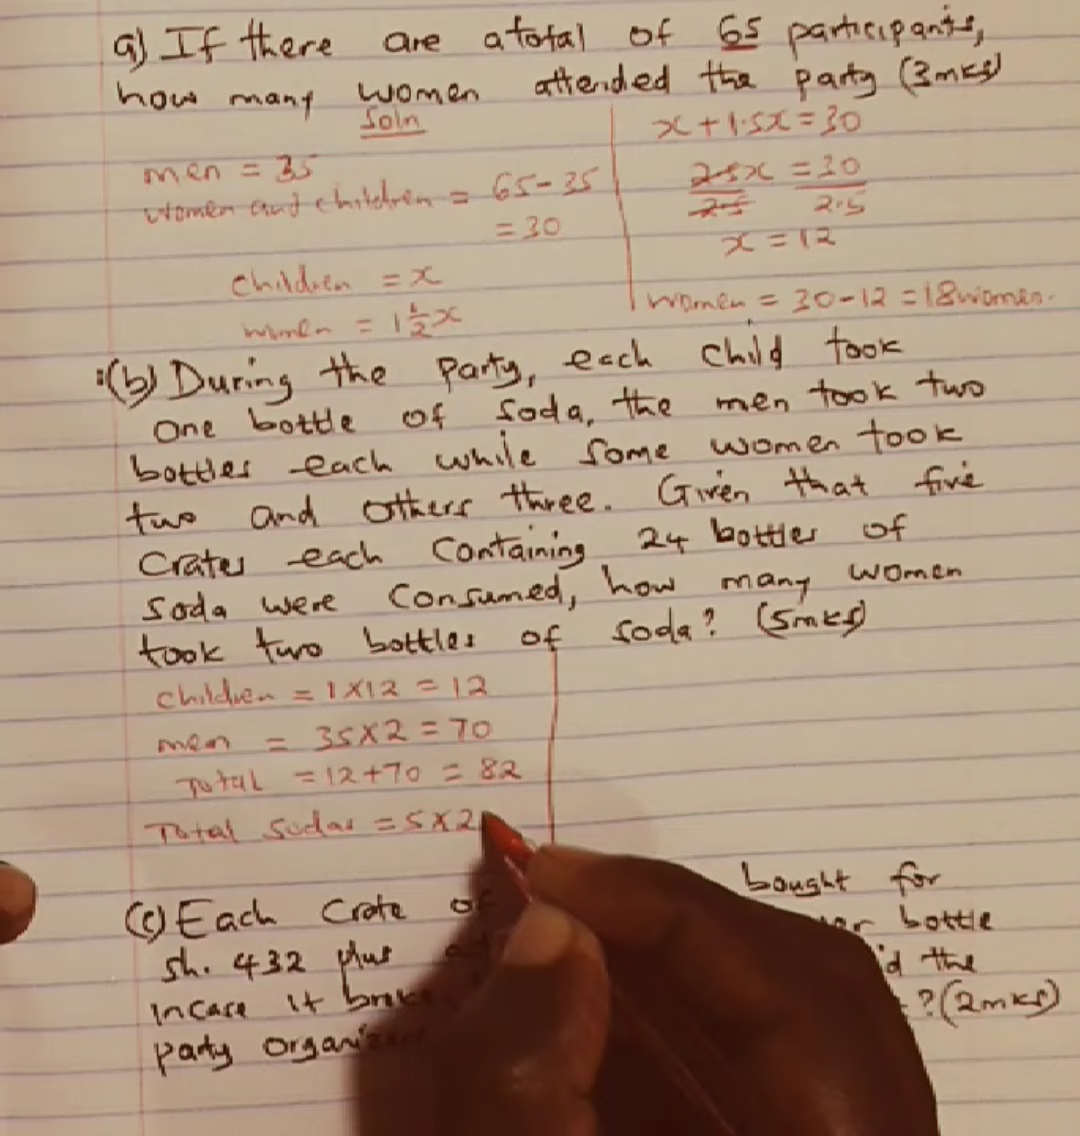 a) If there are a total of 65 participants,
how many women attended the party (3mks)
Soln
men = 35
Women and children = 65-35
= 30
Children = x
women = 1½x
x + 1.5x = 30
2.5x = 30
2.5 2.5
x = 12
Women = 30-12 = 18 women.
(b) During the party, each child took
one bottle of soda, the men took two
bottles each while some women took
two and others three. Given that five
Crates each Containing 24 bottles of
Soda were Consumed, how many women
took two bottles of soda? (5mks)
Children = 1×12 = 12
men = 35×2 = 70
Total = 12+70 = 82
Total Sodas = 5×2
(c) Each Crate of bought for
sh. 432 plus bottle
incase it the
party ?(2mks)